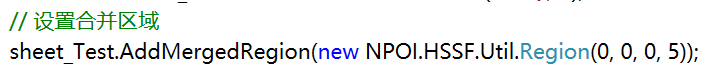 // 设置合并区域
sheet_Test.AddMergedRegion(new NPOI.HSSF.Util.Region(0, 0, 0, 5));